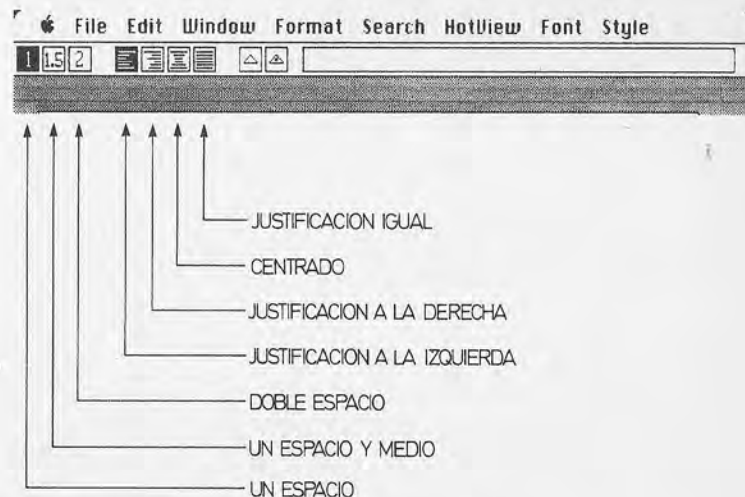 File Edit Window Format Search HotView Font Style
1 1.5 2
JUSTIFICACION IGUAL
CENTRADO
JUSTIFICACION A LA DERECHA
JUSTIFICACION A LA IZQUIERDA
DOBLE ESPACIO
UN ESPACIO Y MEDIO
UN ESPACIO